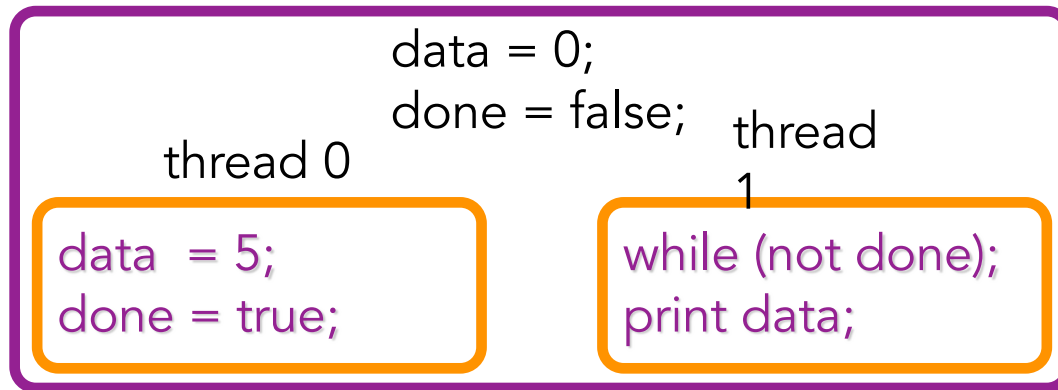 data = 0;
done = false;
thread 0
thread
1
data  = 5;
done = true;
while (not done);
print data;